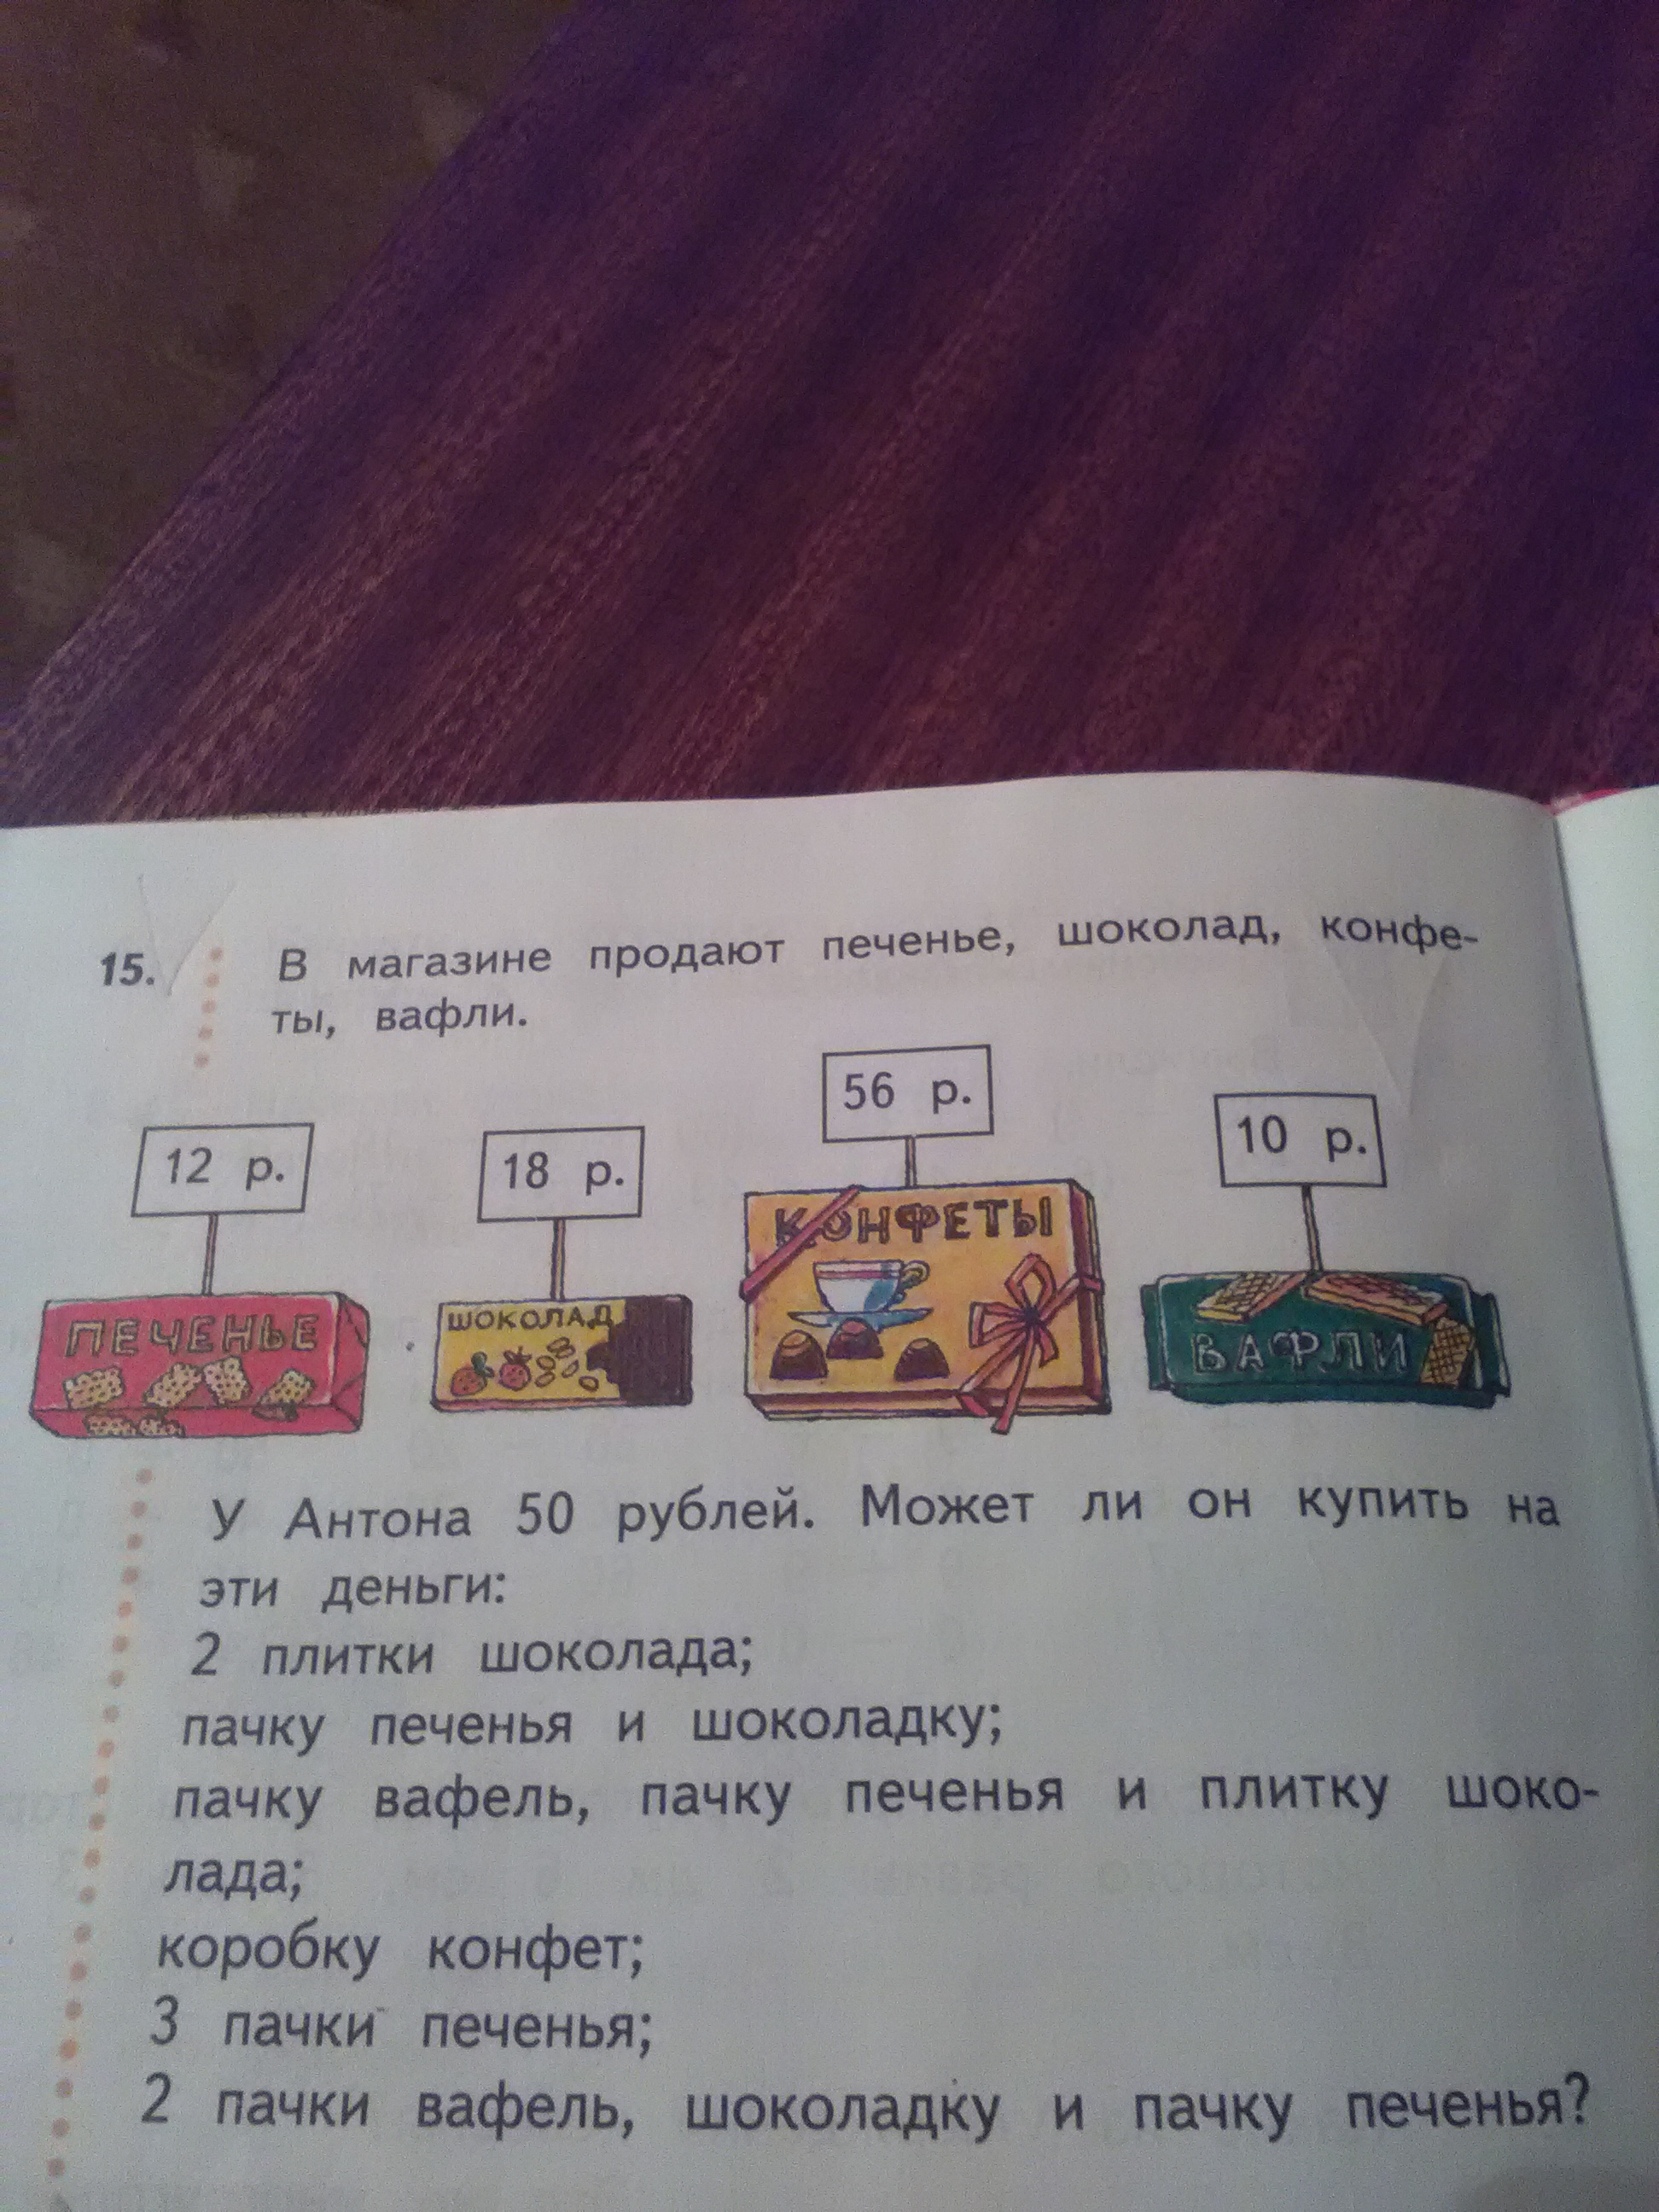 15. В магазине продают печенье, шоколад, конфе-
ты, вафли.
12 р.
18 р.
56 р.
10 р.
ПЕЧЕНЬЕ
ШОКОЛАД
КОНФЕТЫ
ВАФЛИ
У Антона 50 рублей. Может ли он купить на
эти деньги:
2 плитки шоколада;
пачку печенья и шоколадку;
пачку вафель, пачку печенья и плитку шоко-
лада;
коробку конфет;
3 пачки печенья;
2 пачки вафель, шоколадку и пачку печенья?